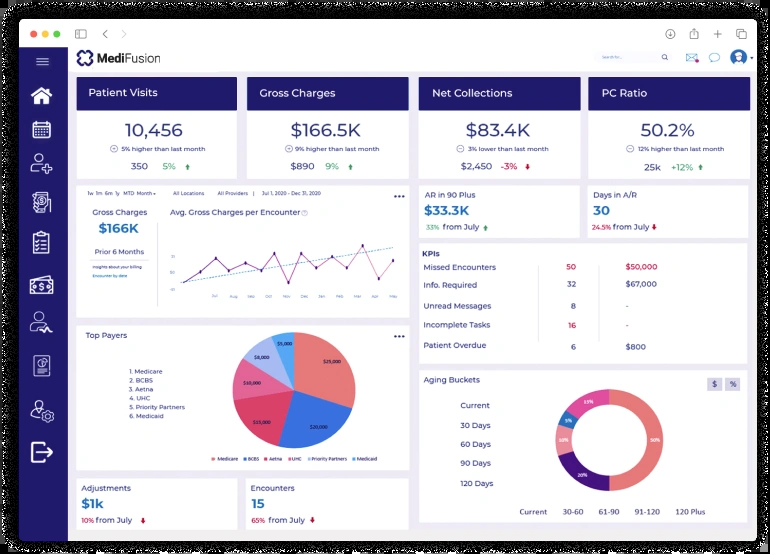 MediFusion
Search for...
Patient Visits
10,456
5% higher than last month
350 5%
Gross Charges
$166.5K
9% higher than last month
$890 9%
Net Collections
$83.4K
3% lower than last month
$2,450 -3%
PC Ratio
50.2%
12% higher than last month
25k +12%
1w 1m 6m 1y MTD Month All Locations All Providers | Jul 1, 2020 - Dec 31, 2020
Gross Charges
$166K
Prior 6 Months
Insights about your billing
Encounter by date
Avg. Gross Charges per Encounter
Jul Aug Sep Oct Nov Dec Jan Feb Mar Apr May
AR in 90 Plus
$33.3K
33% from July
Days in A/R
30
24.5% from July
KPIs
Missed Encounters 50 $50,000
Info. Required 32 $67,000
Unread Messages 8 -
Incomplete Tasks 16 -
Patient Overdue 6 $800
Top Payers
1. Medicare
2. BCBS
3. Aetna
4. UHC
5. Priority Partners
6. Medicaid
$5,000
$8,000
$25,000
$10,000
$15,000
$20,000
Medicare BCBS Aetna UHC Priority Partners Medicaid
Aging Buckets
$ %
Current
30 Days
60 Days
90 Days
120 Days
12%
5%
10%
20%
50%
Current 30-60 61-90 91-120 120 Plus
Adjustments
$1k
10% from July
Encounters
15
65% from July